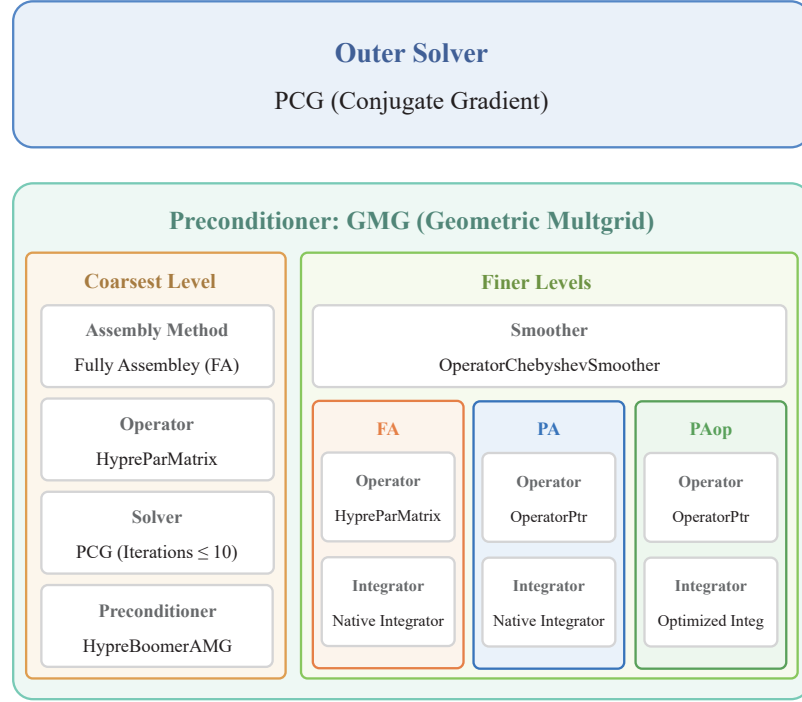 Outer Solver
PCG (Conjugate Gradient)
Preconditioner: GMG (Geometric Multgrid)
Coarsest Level
Assembly Method
Fully Assembley (FA)
Operator
HypreParMatrix
Solver
PCG (Iterations ≤ 10)
Preconditioner
HypreBoomerAMG
Finer Levels
Smoother
OperatorChebyshevSmoother
FA
Operator
HypreParMatrix
Integrator
Native Integrator
PA
Operator
OperatorPtr
Integrator
Native Integrator
PAop
Operator
OperatorPtr
Integrator
Optimized Integ